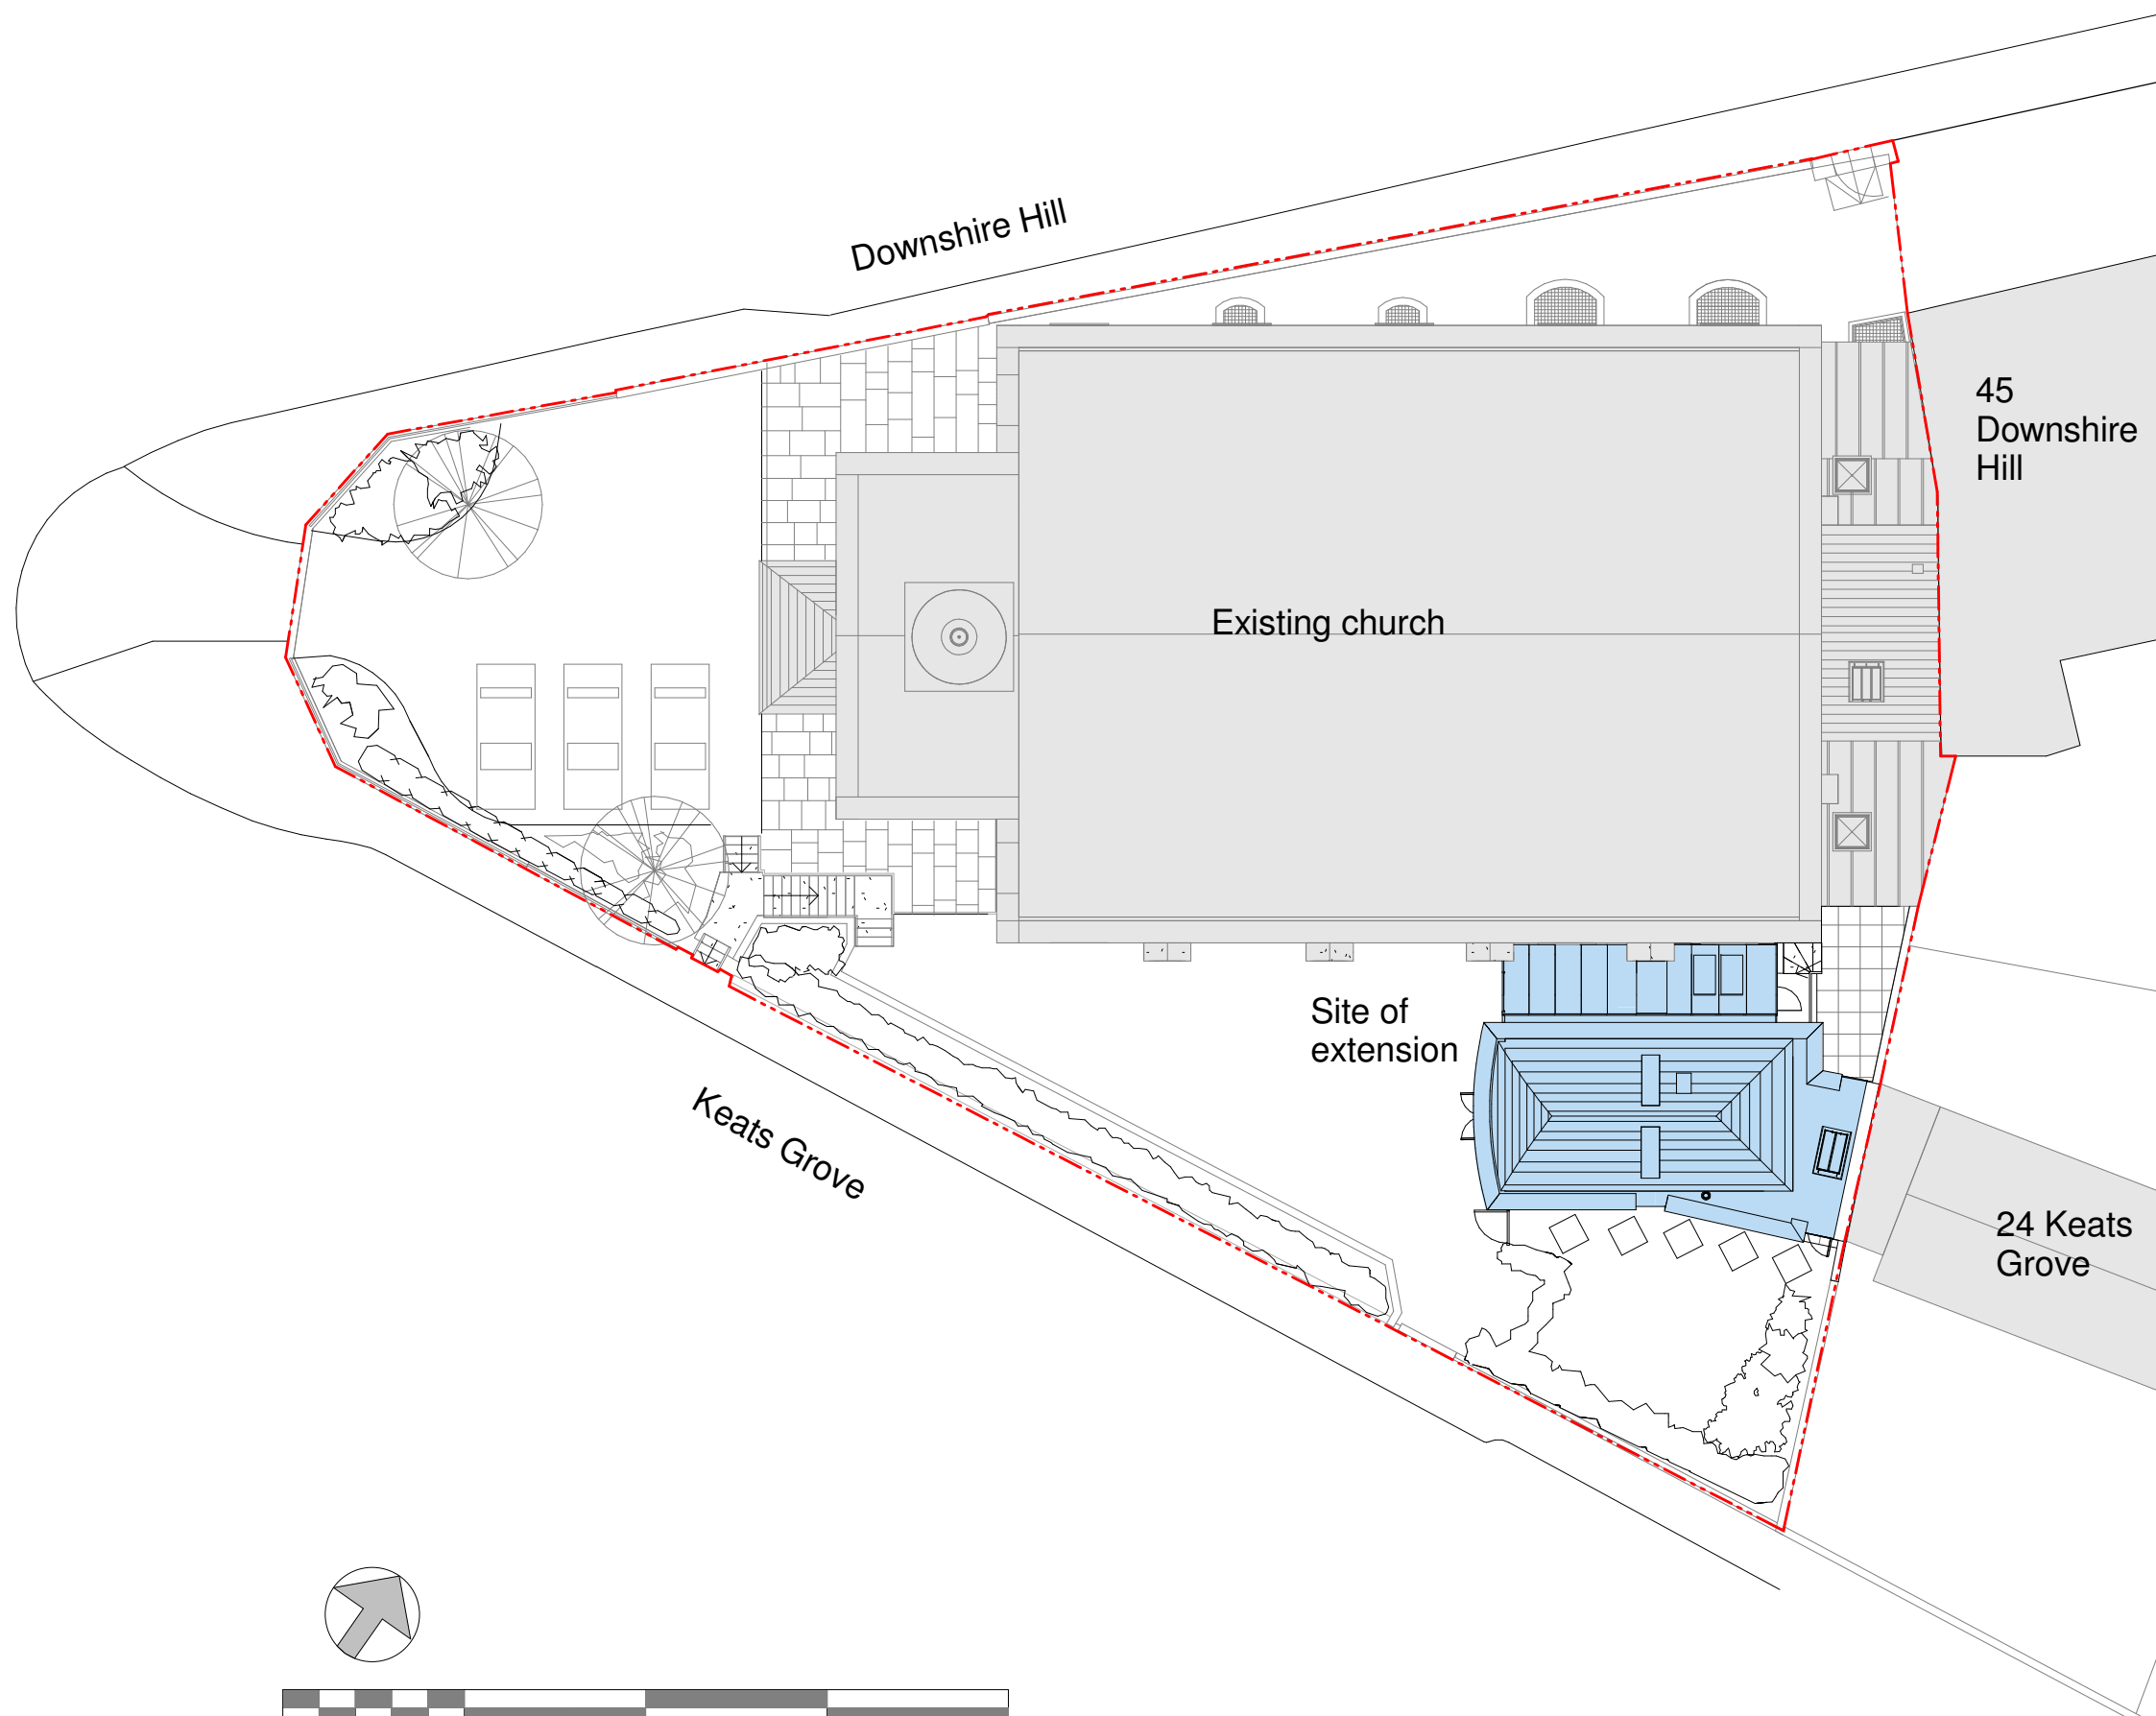 Downshire Hill
45
Downshire
Hill
Existing church
Site of
extension
Keats Grove
24 Keats
Grove